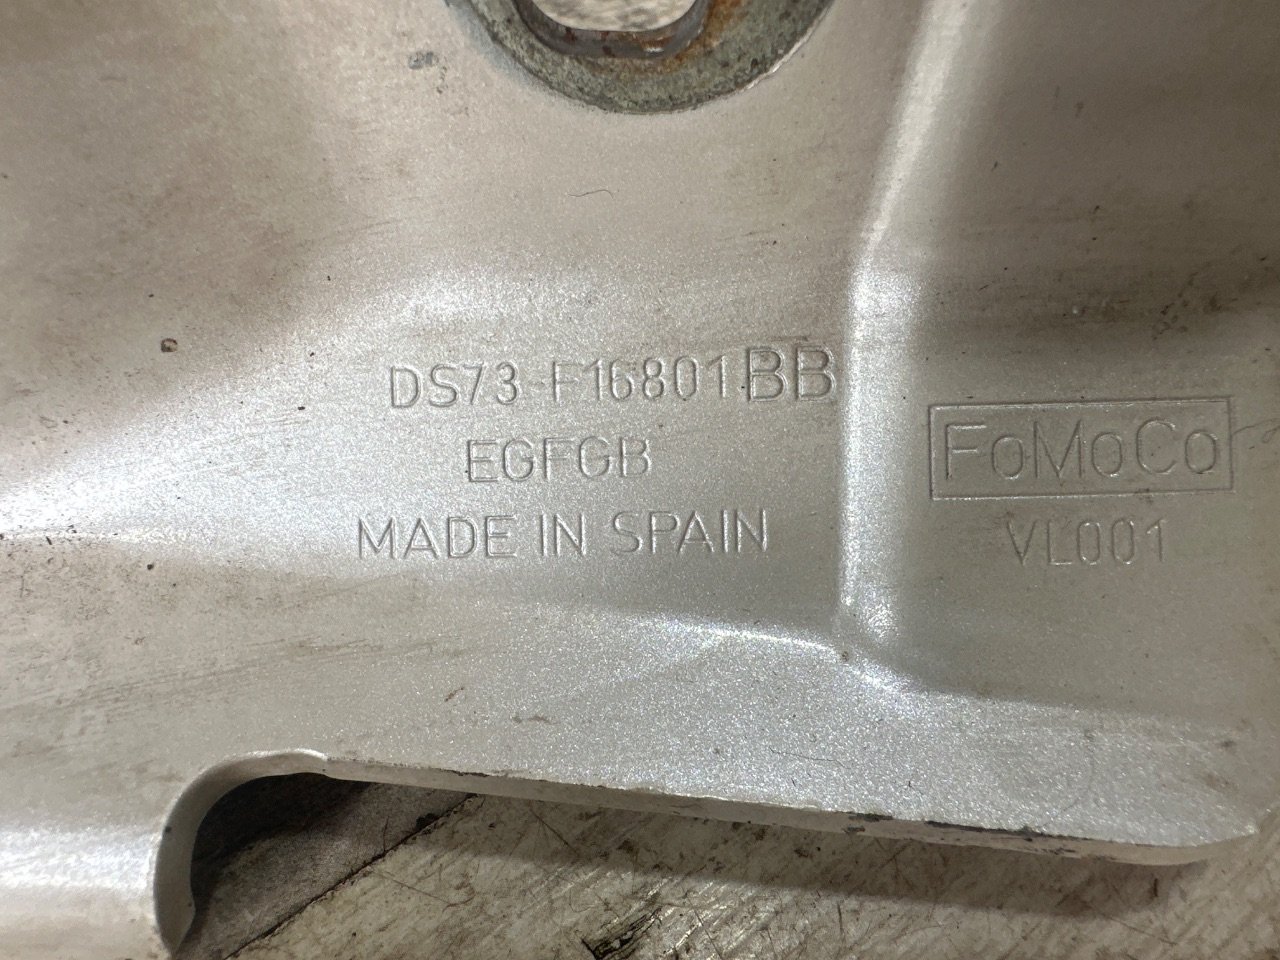 DS73-F16801BB
EGFGB
MADE IN SPAIN
FoMoCo
VL001